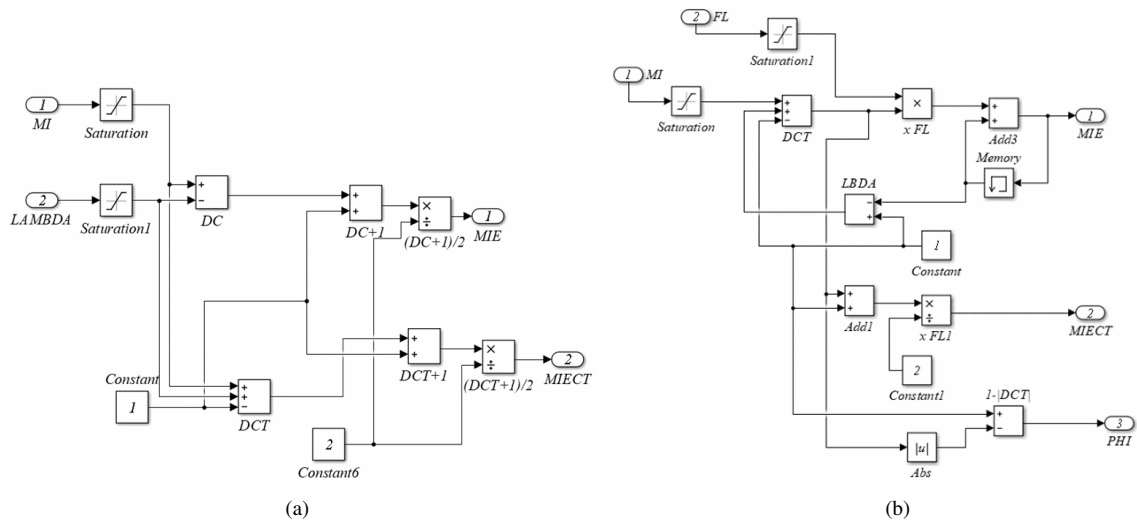 1
MI
Saturation
2
LAMBDA
Saturation1
+
−
DC
+
+
DC+1
×
÷
(DC+1)/2
1
MIE
Constant
1
+
+
−
DCT
+
+
DCT+1
×
÷
(DCT+1)/2
2
MIECT
2
Constant6
(a)
2
FL
Saturation1
1
MI
Saturation
+
+
−
DCT
×
x FL
+
+
Add3
1
MIE
Memory
LBDA
−
+
1
Constant
+
+
Add1
×
÷
x FL1
2
MIECT
2
Constant1
1-|DCT|
+
−
3
PHI
|u|
Abs
(b)